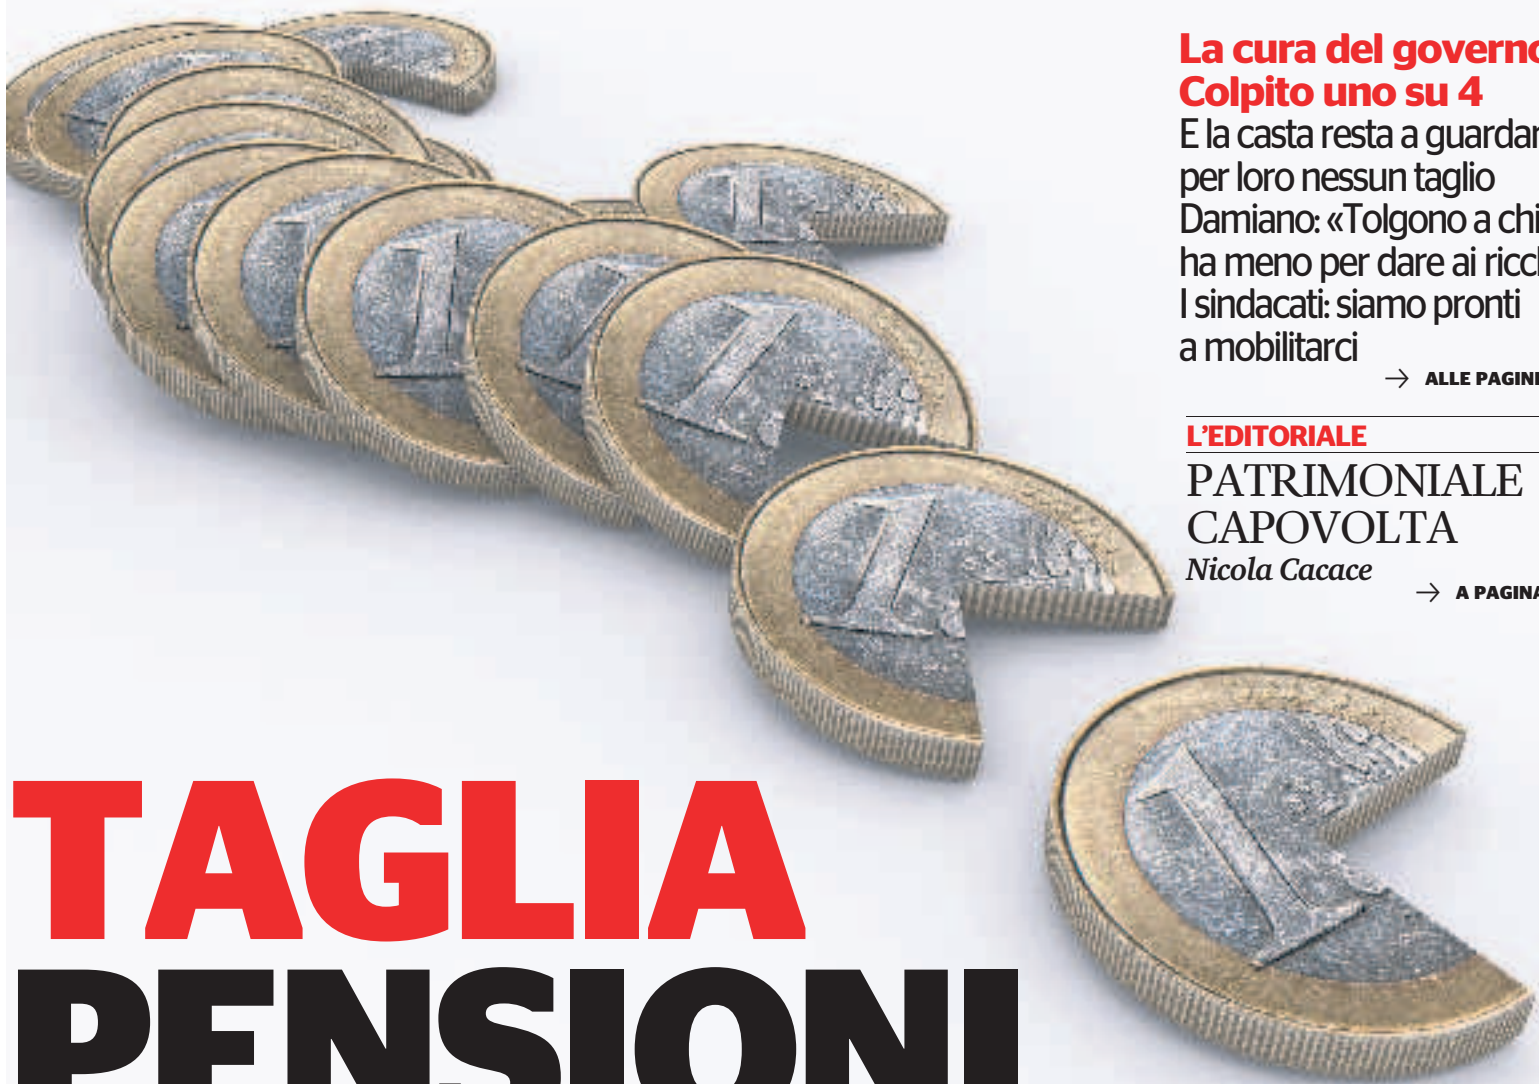 La cura del governo
Colpito uno su 4
E la casta resta a guardar
per loro nessun taglio
Damiano: «Tolgono a chi
ha meno per dare ai ricch
I sindacati: siamo pronti
a mobilitarci
→ ALLE PAGIN
L'EDITORIALE
PATRIMONIALE
CAPOVOLTA
Nicola Cacace
→ A PAGINA
TAGLIA
PENSIONI